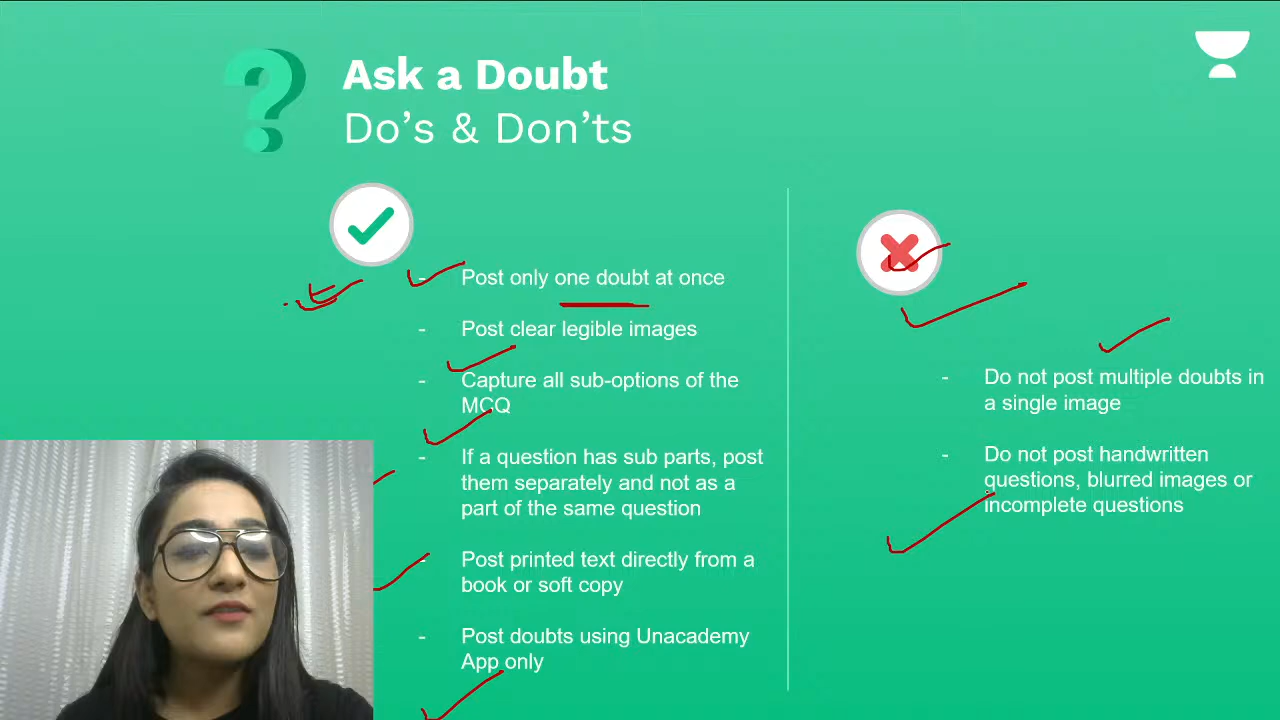 Ask a Doubt
Do's & Don'ts
- Post only one doubt at once
- Post clear legible images
- Capture all sub-options of the
MCQ
- If a question has sub parts, post
them separately and not as a
part of the same question
- Post printed text directly from a
book or soft copy
- Post doubts using Unacademy
App only
- Do not post multiple doubts in
a single image
- Do not post handwritten
questions, blurred images or
incomplete questions